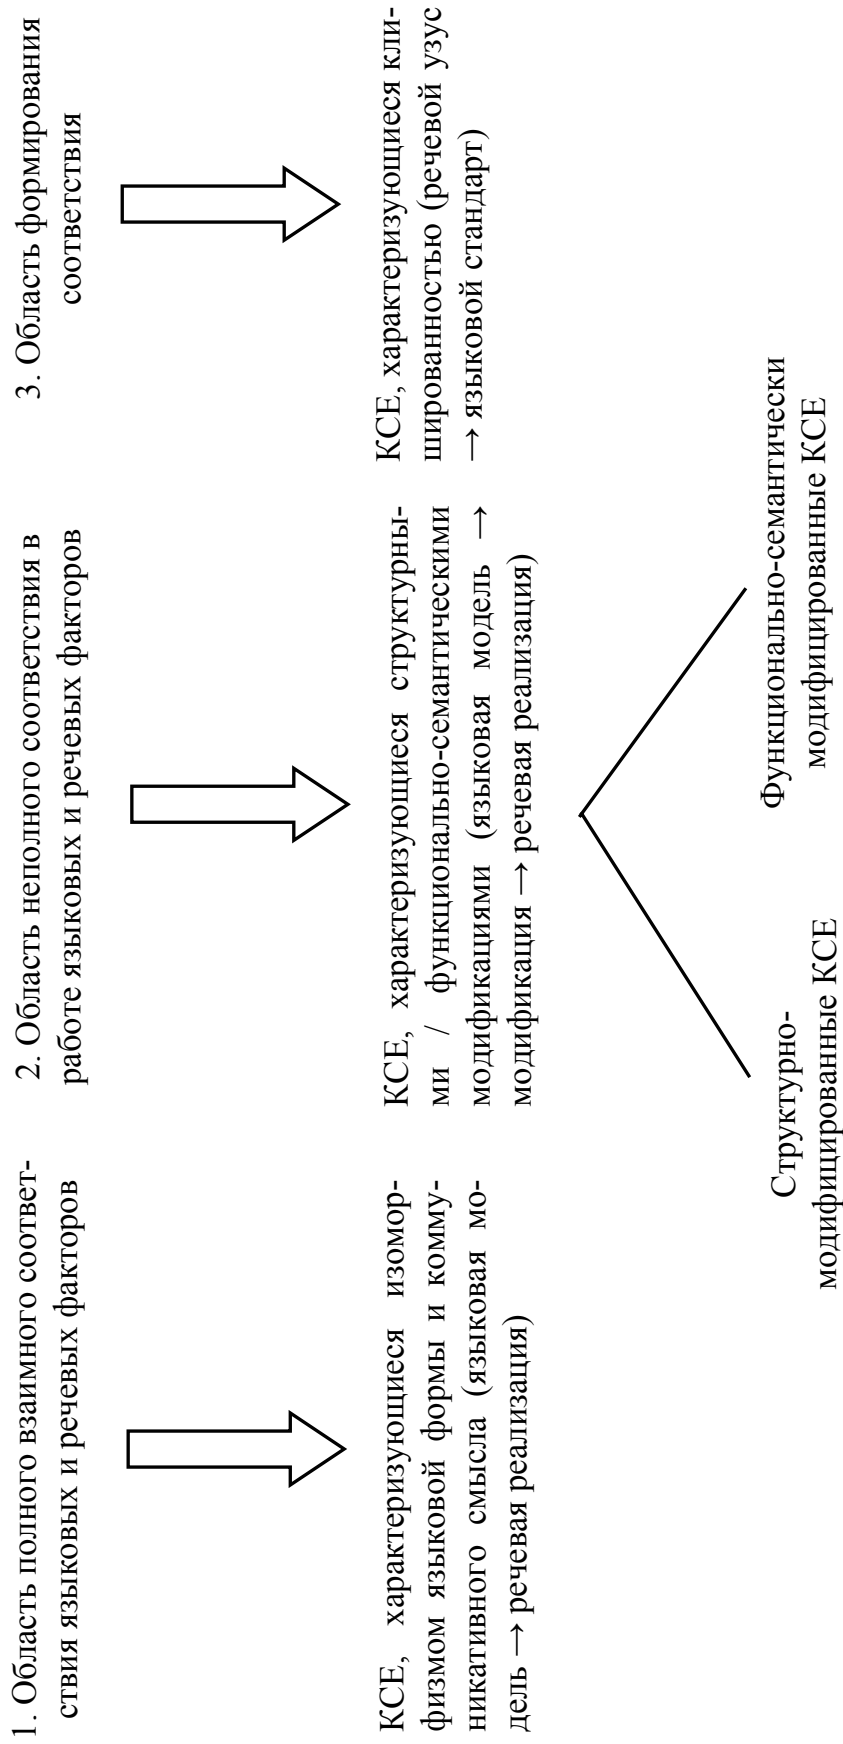 1. Область полного взаимного соответ-
ствия языковых и речевых факторов
КСЕ, характеризующиеся изомор-
физмом языковой формы и комму-
никативного смысла (языковая мо-
дель → речевая реализация)
2. Область неполного соответствия в
работе языковых и речевых факторов
КСЕ, характеризующиеся структурны-
ми / функционально-семантическими
модификациями (языковая модель →
модификация → речевая реализация)
Структурно-
модифицированные КСЕ
Функционально-семантически
модифицированные КСЕ
3. Область формирования
соответствия
КСЕ, характеризующиеся кли-
шированностью (речевой узус
→ языковой стандарт)